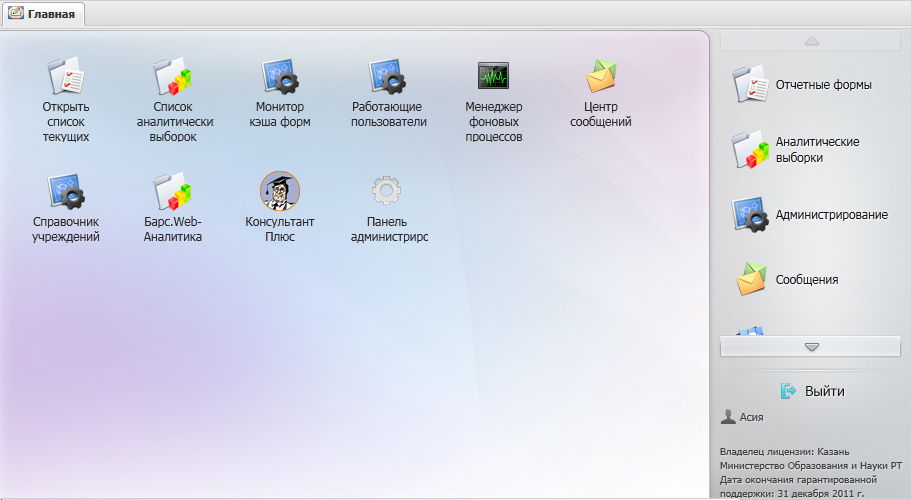 Главная
Открыть
список
текущих
Список
аналитически
выборок
Монитор
кэша форм
Работающие
пользователи
Менеджер
фоновых
процессов
Центр
сообщений
Справочник
учреждений
Барс.Web-
Аналитика
Консультант
Плюс
Панель
администрирс
Отчетные формы
Аналитические
выборки
Администрирование
Сообщения
Выйти
Асия
Владелец лицензии: Казань
Министерство Образования и Науки РТ
Дата окончания гарантированной
поддержки: 31 декабря 2011 г.